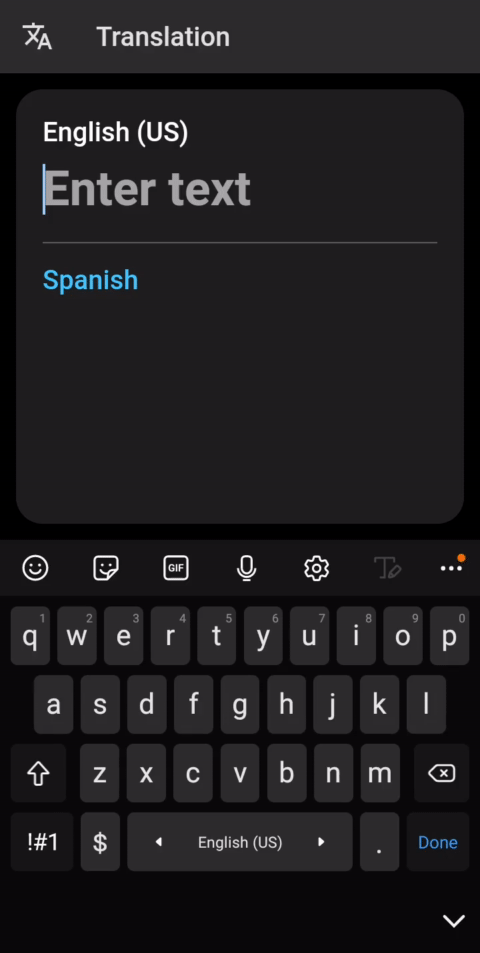 Translation
English (US)
Enter text
Spanish
GIF
1 2 3 4 5 6 7 8 9 0
q w e r t y u i o p
a s d f g h j k l
z x c v b n m
!#1 $ English (US) . Done